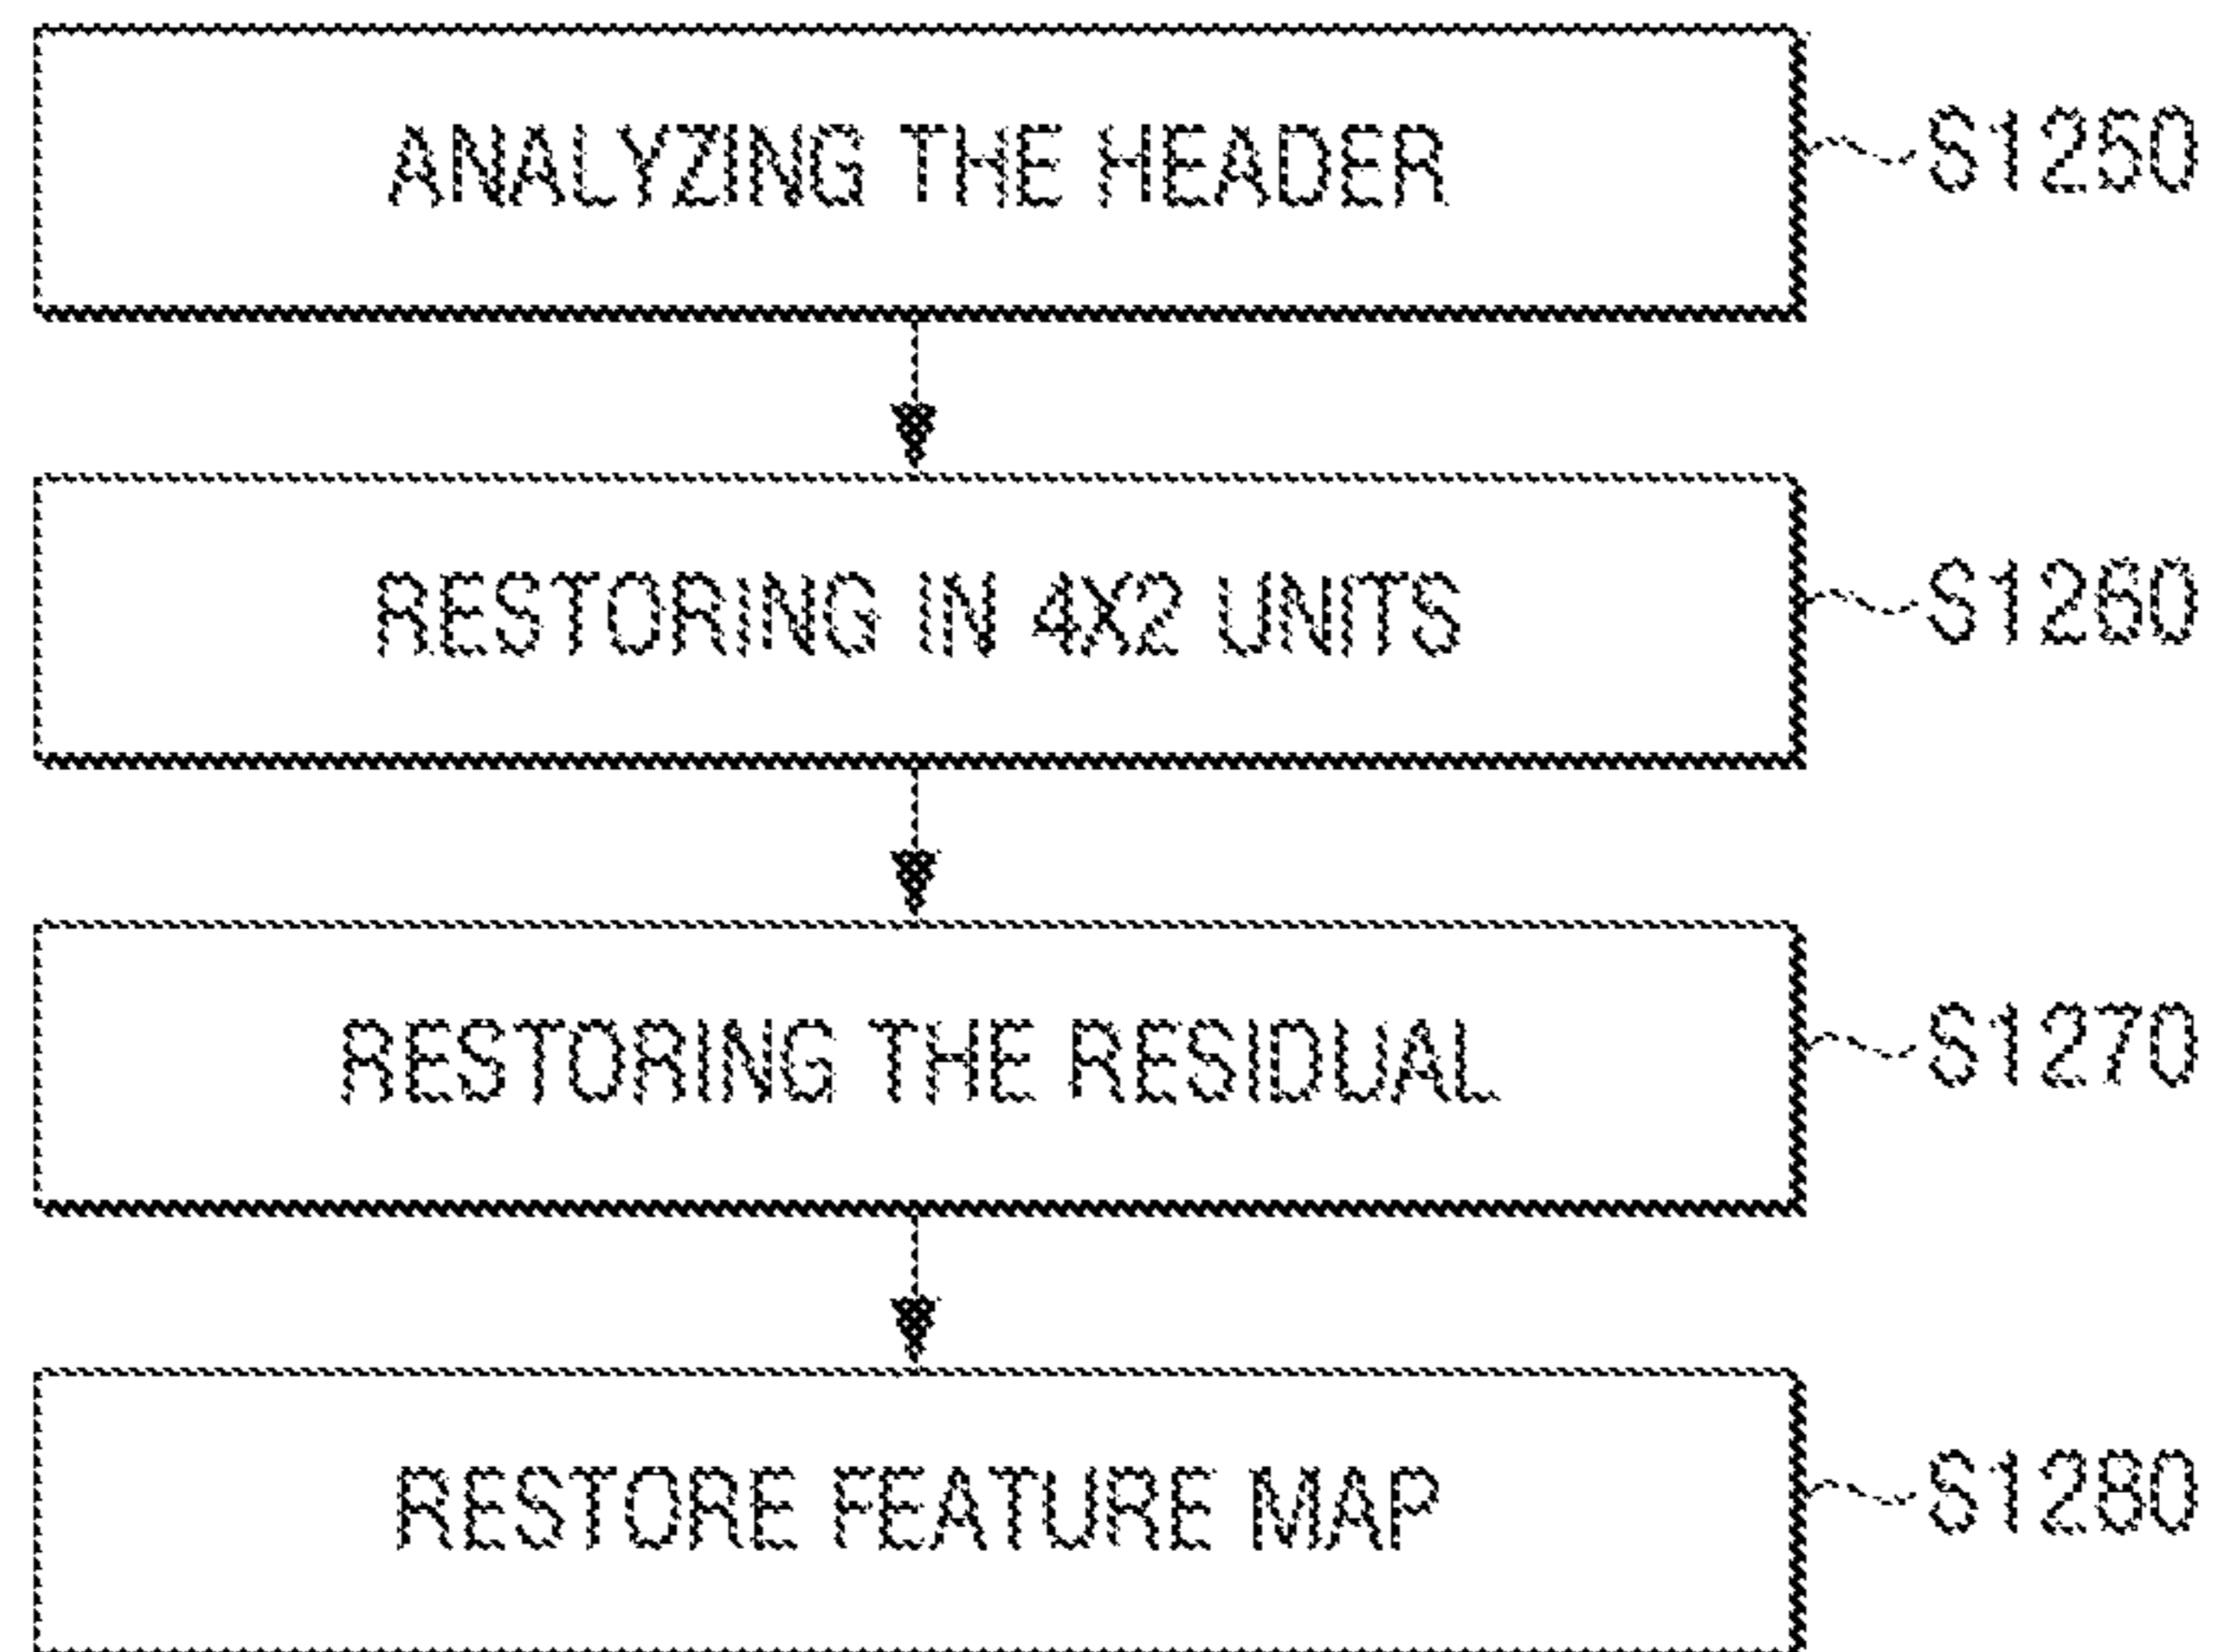 ANALYZING THE HEADER S1250
RESTORING IN 4X2 UNITS S1260
RESTORING THE RESIDUAL S1270
RESTORE FEATURE MAP S1280